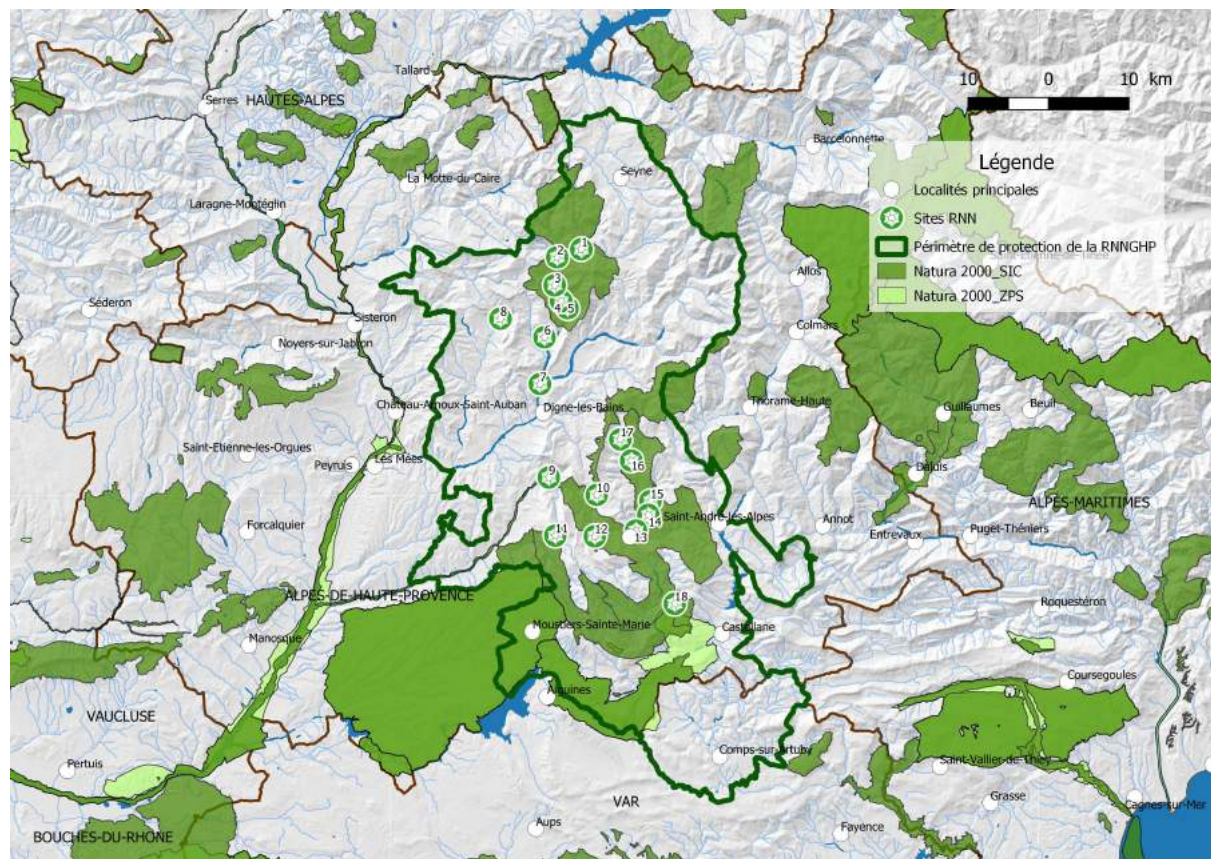 Tallard
10 0 10 km
Serres
HAUTES-ALPES
Barcelonnette
Légende
La Motte-du-Caire
Seyne
Localités principales
Laragne-Montéglin
Sites RNN
Périmètre de protection de la RNNGHP
2 1
Allos
Natura 2000_SIC
3
Natura 2000_ZPS
Séderon
4 5
8
Sisteron
Colmars
6
Noyers-sur-Jabron
7
Château-Arnoux-Saint-Auban
Digne-les-Bains
Thorame-Haute
Guillaumes
Beuil
17
Saint-Etienne-les-Orgues
Peyruis
Les Mées
16
9
Daluis
10
15
ALPES-MARITIMES
Forcalquier
Saint-André-les-Alpes
14
Annot
11
12
13
Entrevaux
Puget-Théniers
ALPES-DE-HAUTE-PROVENCE
18
Roquestéron
Manosque
Moustiers-Sainte-Marie
Castellane
Coursegoules
Aiguines
VAUCLUSE
Comps-sur-Artuby
Saint-Vallier-de-Thiey
Pertuis
VAR
Grasse
Cagnes-sur-Mer
BOUCHES-DU-RHONE
Aups
Fayence